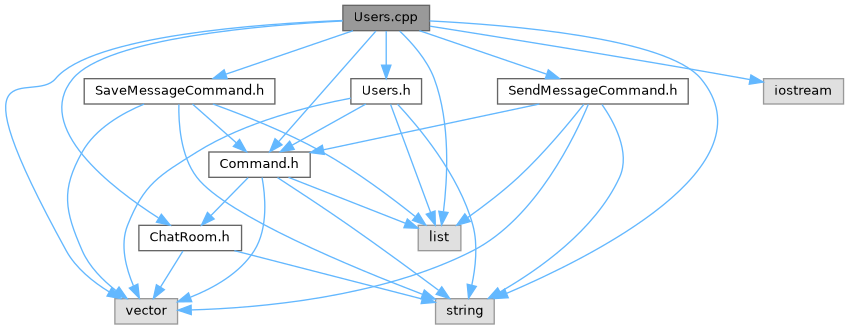 Users.cpp
SaveMessageCommand.h
Users.h
SendMessageCommand.h
iostream
Command.h
ChatRoom.h
list
vector
string